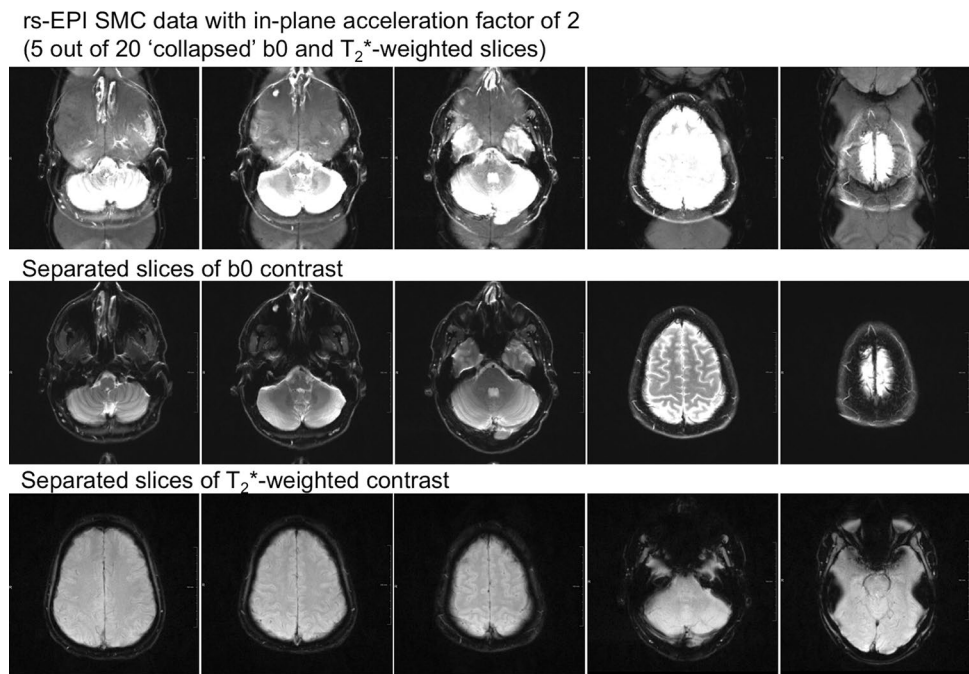 rs-EPI SMC data with in-plane acceleration factor of 2
(5 out of 20 ‘collapsed’ b0 and T₂*-weighted slices)
Separated slices of b0 contrast
Separated slices of T₂*-weighted contrast